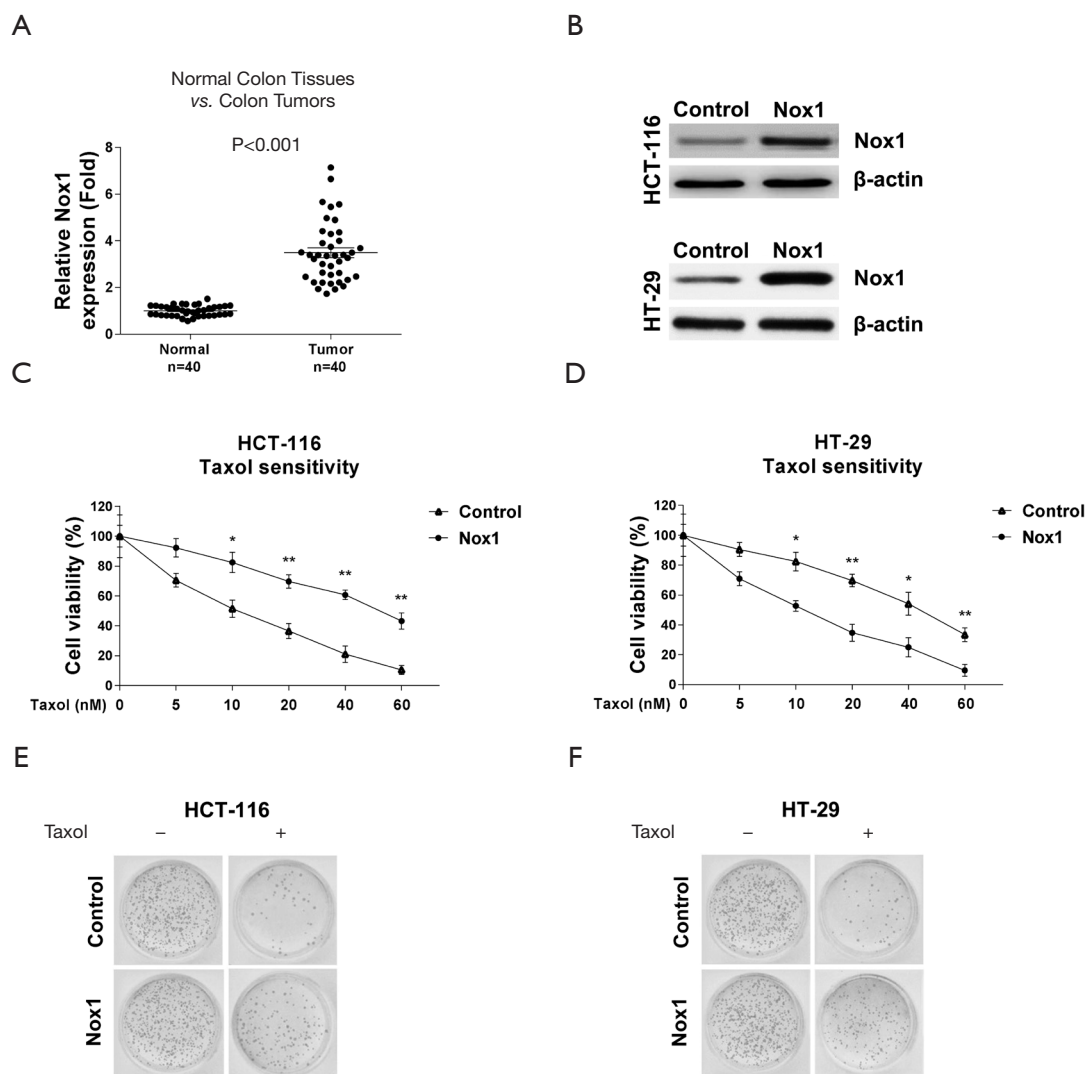 A
Normal Colon Tissues
vs. Colon Tumors
P<0.001
Relative Nox1
expression (Fold)
8
6
4
2
0
Normal
n=40
Tumor
n=40
B
Control Nox1
HCT-116
Nox1
β-actin
Control Nox1
HT-29
Nox1
β-actin
C
HCT-116
Taxol sensitivity
Cell viability (%)
120
100
80
60
40
20
0
* ** ** **
Control
Nox1
Taxol (nM) 0 5 10 20 40 60
D
HT-29
Taxol sensitivity
Cell viability (%)
120
100
80
60
40
20
0
* ** * **
Control
Nox1
Taxol (nM) 0 5 10 20 40 60
E
HCT-116
Taxol – +
Control
Nox1
F
HT-29
Taxol – +
Control
Nox1